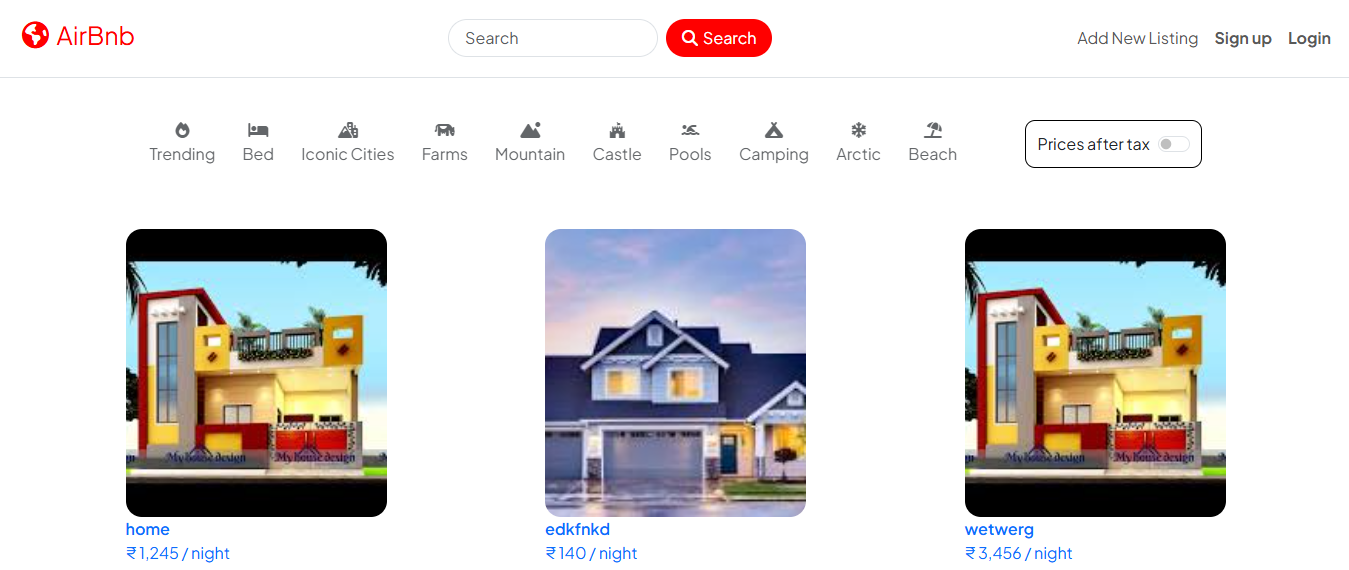 AirBnb
Search
Search
Add New Listing
Sign up
Login
Trending
Bed
Iconic Cities
Farms
Mountain
Castle
Pools
Camping
Arctic
Beach
Prices after tax
My house design
My house design
My house design
My house design
home
₹1,245 / night
edkfnkd
₹140 / night
wetwerg
₹3,456 / night